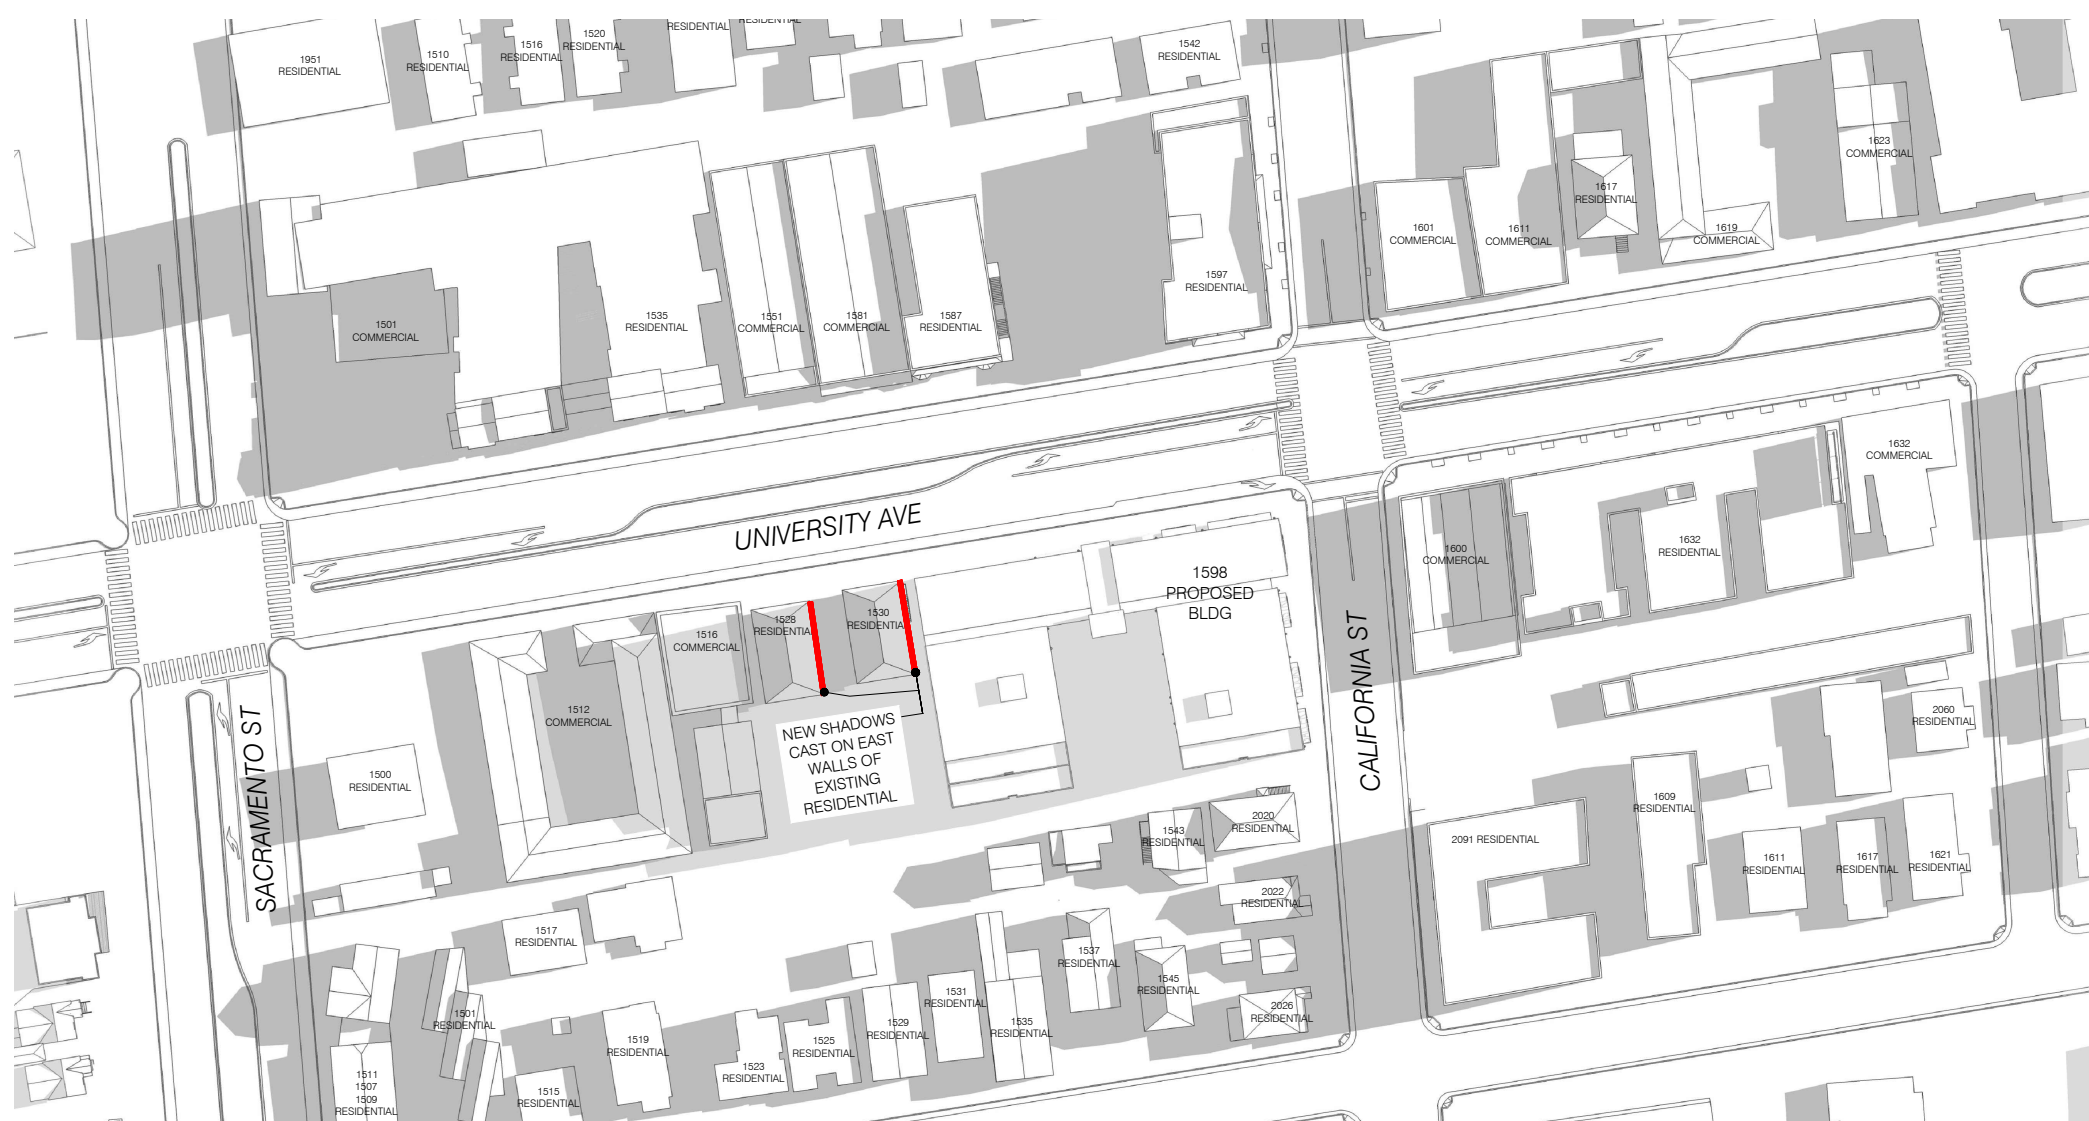 RESIDENTIAL
RESIDENTIAL
1951
RESIDENTIAL
1510
RESIDENTIAL
1516
RESIDENTIAL
1520
RESIDENTIAL
1542
RESIDENTIAL
1623
COMMERCIAL
1617
RESIDENTIAL
1601
COMMERCIAL
1611
COMMERCIAL
1619
COMMERCIAL
1597
RESIDENTIAL
1501
COMMERCIAL
1535
RESIDENTIAL
1551
COMMERCIAL
1581
COMMERCIAL
1587
RESIDENTIAL
UNIVERSITY AVE
1632
COMMERCIAL
1632
RESIDENTIAL
1600
COMMERCIAL
1598
PROPOSED
BLDG
1530
RESIDENTIAL
1528
RESIDENTIAL
1516
COMMERCIAL
1512
COMMERCIAL
NEW SHADOWS
CAST ON EAST
WALLS OF
EXISTING
RESIDENTIAL
CALIFORNIA ST
SACRAMENTO ST
1500
RESIDENTIAL
2060
RESIDENTIAL
1609
RESIDENTIAL
2091 RESIDENTIAL
1611
RESIDENTIAL
1617
RESIDENTIAL
1621
RESIDENTIAL
2020
RESIDENTIAL
1543
RESIDENTIAL
2022
RESIDENTIAL
1517
RESIDENTIAL
1537
RESIDENTIAL
1545
RESIDENTIAL
2026
RESIDENTIAL
1531
RESIDENTIAL
1535
RESIDENTIAL
1529
RESIDENTIAL
1525
RESIDENTIAL
1523
RESIDENTIAL
1519
RESIDENTIAL
1501
RESIDENTIAL
1515
RESIDENTIAL
1511
1507
1509
RESIDENTIAL